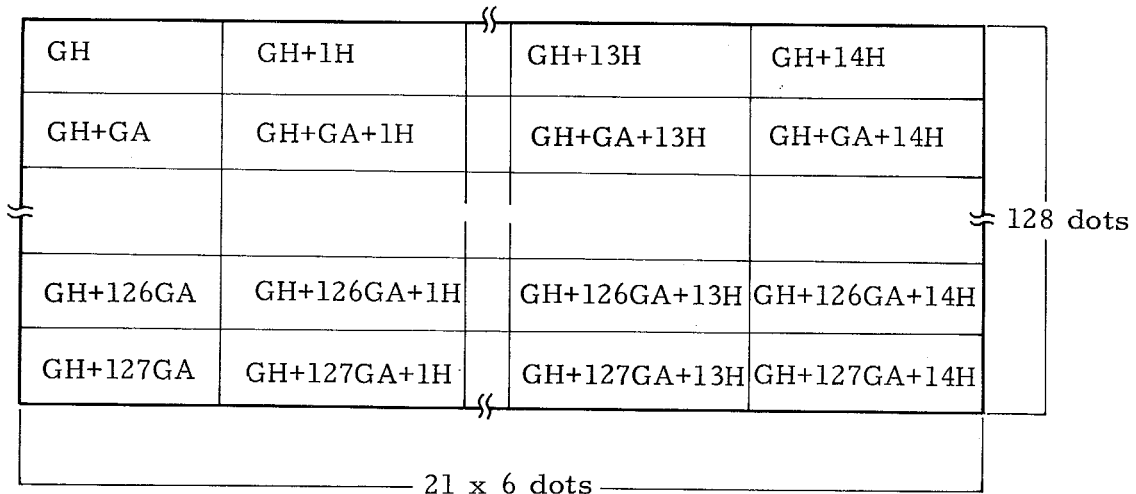 GH GH+1H GH+13H GH+14H
GH+GA GH+GA+1H GH+GA+13H GH+GA+14H
128 dots
GH+126GA GH+126GA+1H GH+126GA+13H GH+126GA+14H
GH+127GA GH+127GA+1H GH+127GA+13H GH+127GA+14H
21 x 6 dots